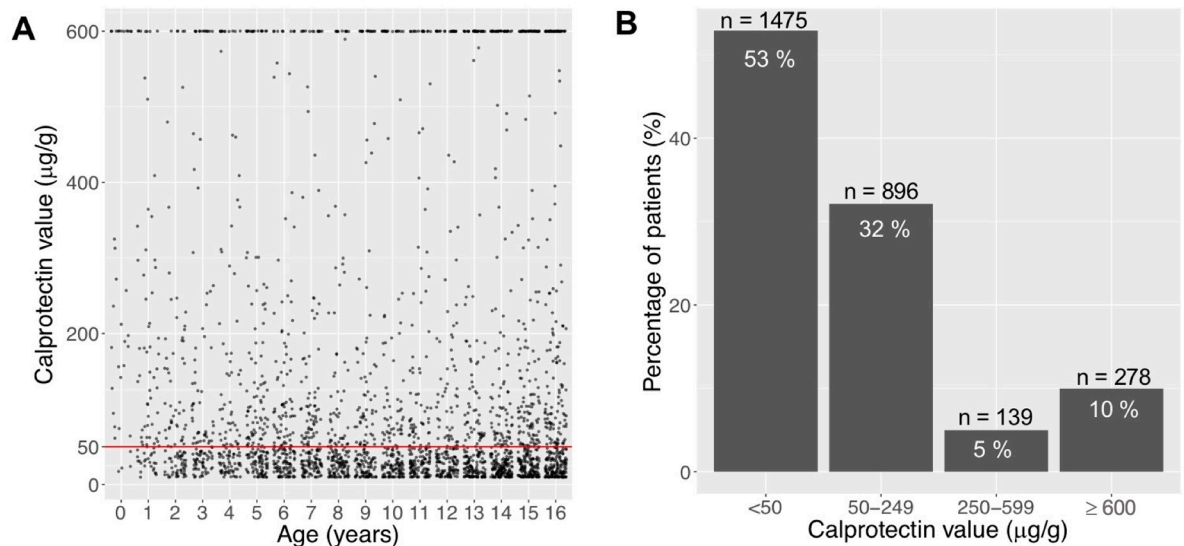 A
Calprotectin value (μg/g)
600
400
200
50
0
0 1 2 3 4 5 6 7 8 9 10 11 12 13 14 15 16
Age (years)
B
Percentage of patients (%)
40
20
0
n = 1475
53 %
n = 896
32 %
n = 139
5 %
n = 278
10 %
<50 50–249 250–599 ≥ 600
Calprotectin value (μg/g)